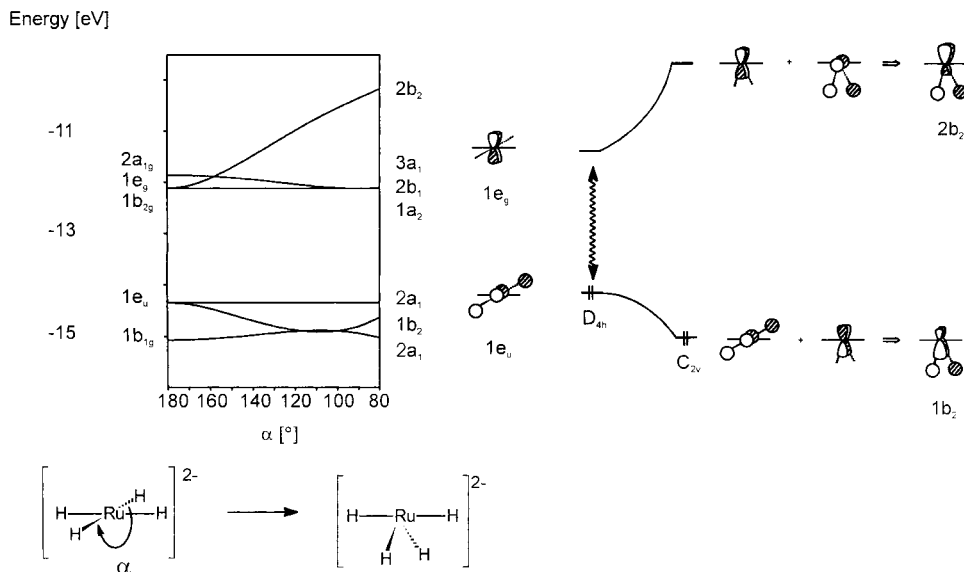 Energy [eV]
-11
-13
-15
2a1g
1eg
1b2g
1eu
1b1g
2b2
3a1
2b1
1a2
2a1
1b2
2a1
180 160 140 120 100 80
α [°]
1eg
1eu
D4h
C2v
+ ⇒
2b2
+ ⇒
1b2
2-
H Ru H
H
H
α
2-
H Ru H
H H